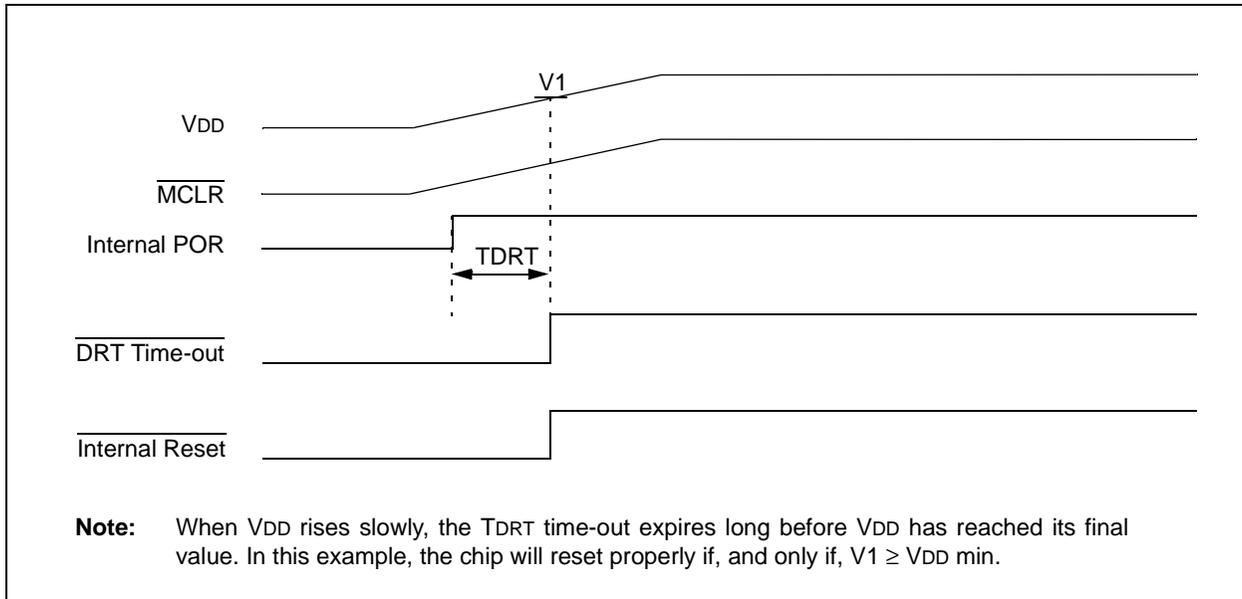 V1
VDD
MCLR
Internal POR
TDRT
DRT Time-out
Internal Reset
Note: When VDD rises slowly, the TDRT time-out expires long before VDD has reached its final
value. In this example, the chip will reset properly if, and only if, V1 ≥ VDD min.